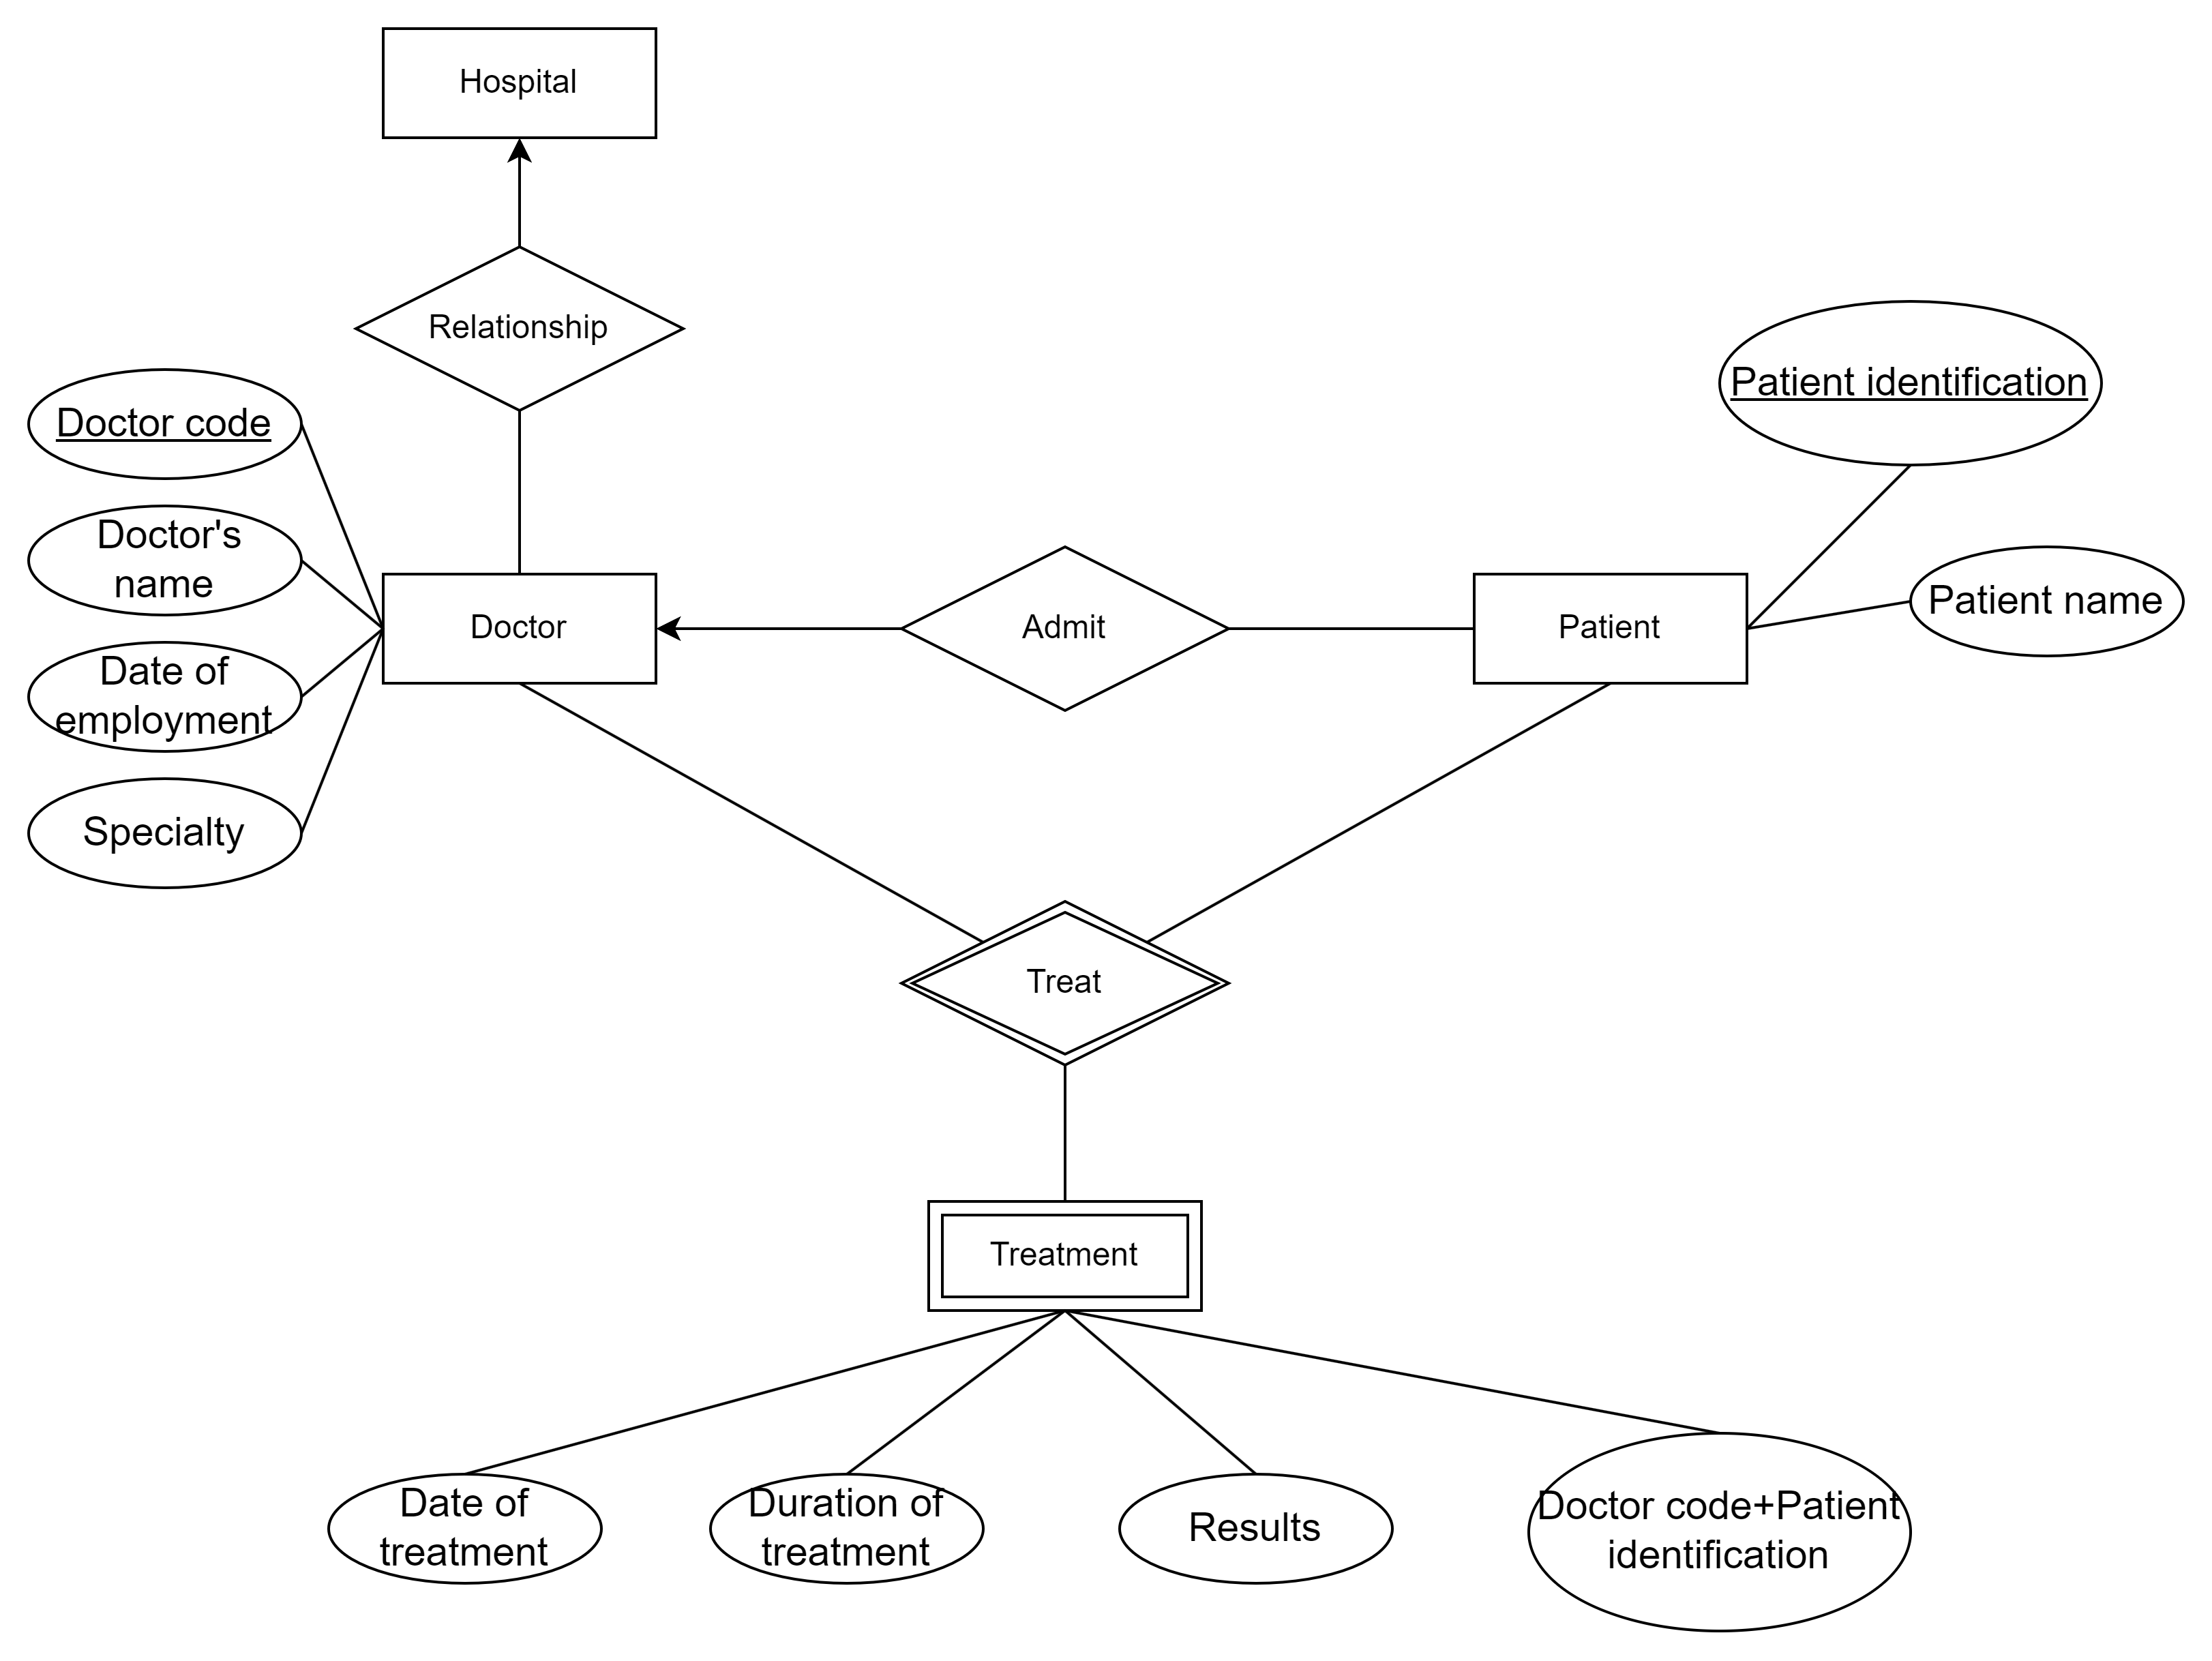 Hospital
Relationship
Doctor code
Doctor's
name
Date of
employment
Specialty
Doctor
Admit
Patient
Patient identification
Patient name
Treat
Treatment
Date of
treatment
Duration of
treatment
Results
Doctor code+Patient
identification